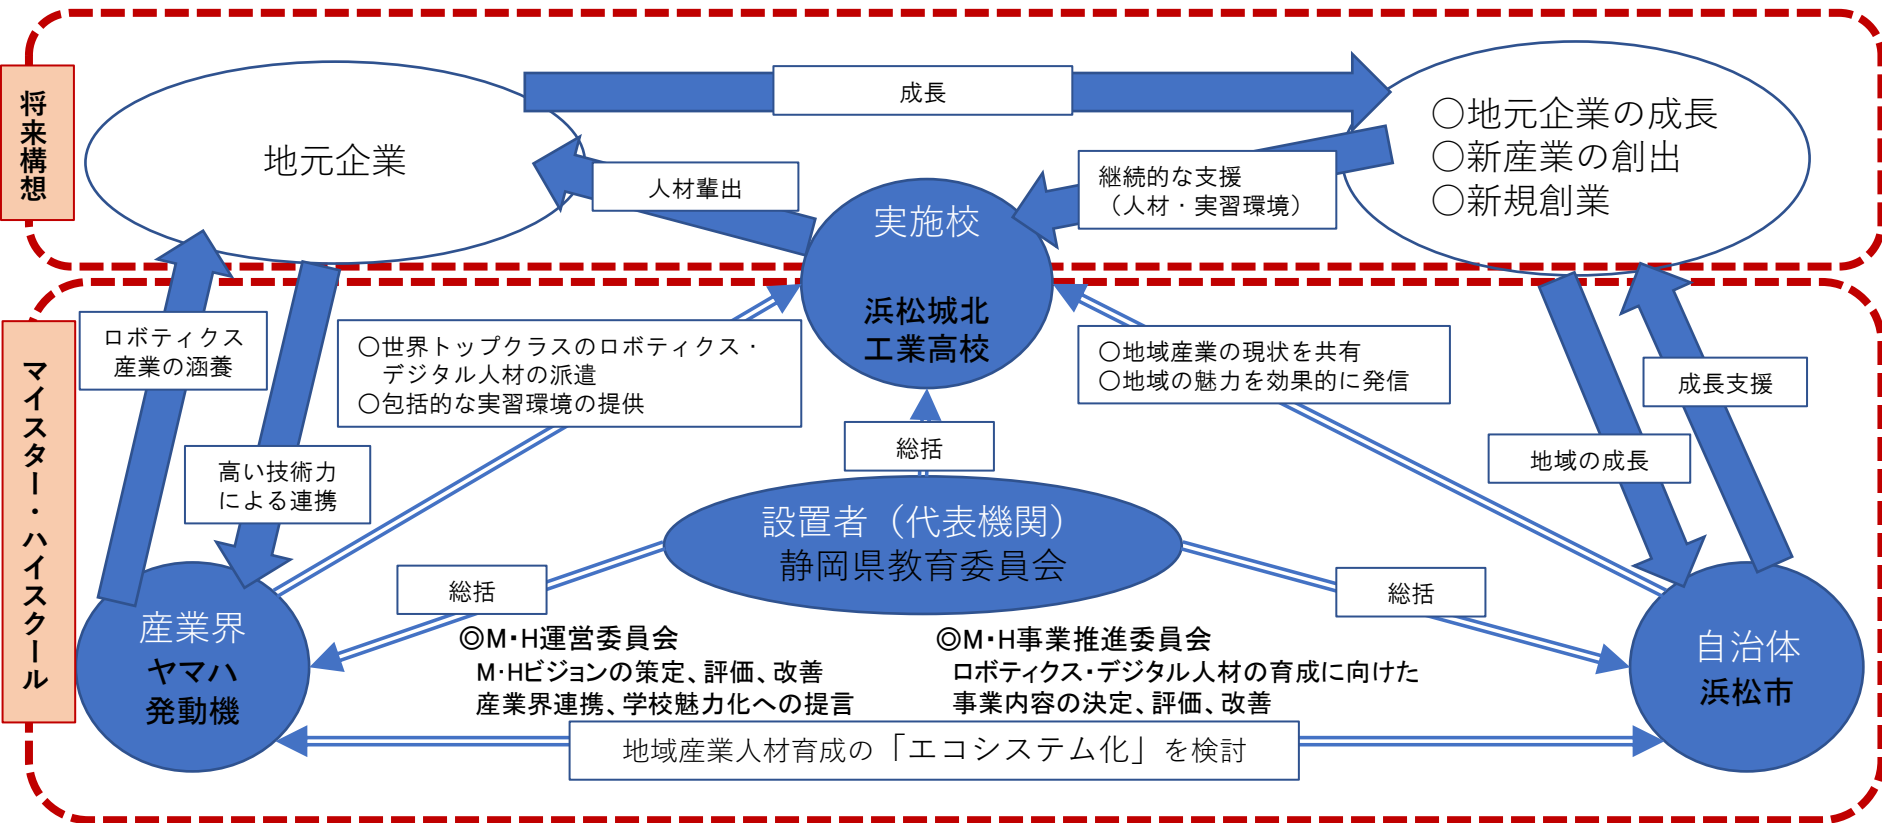 将来構想
地元企業
成長
○地元企業の成長
○新産業の創出
○新規創業
人材輩出
継続的な支援
（人材・実習環境）
実施校
浜松城北
工業高校
マイスター・ハイスクール
ロボティクス
産業の涵養
高い技術力
による連携
○世界トップクラスのロボティクス・
デジタル人材の派遣
○包括的な実習環境の提供
○地域産業の現状を共有
○地域の魅力を効果的に発信
成長支援
地域の成長
総括
設置者（代表機関）
静岡県教育委員会
総括
総括
産業界
ヤマハ
発動機
◎M・H運営委員会
M・Hビジョンの策定、評価、改善
産業界連携、学校魅力化への提言
◎M・H事業推進委員会
ロボティクス・デジタル人材の育成に向けた
事業内容の決定、評価、改善
自治体
浜松市
地域産業人材育成の「エコシステム化」を検討